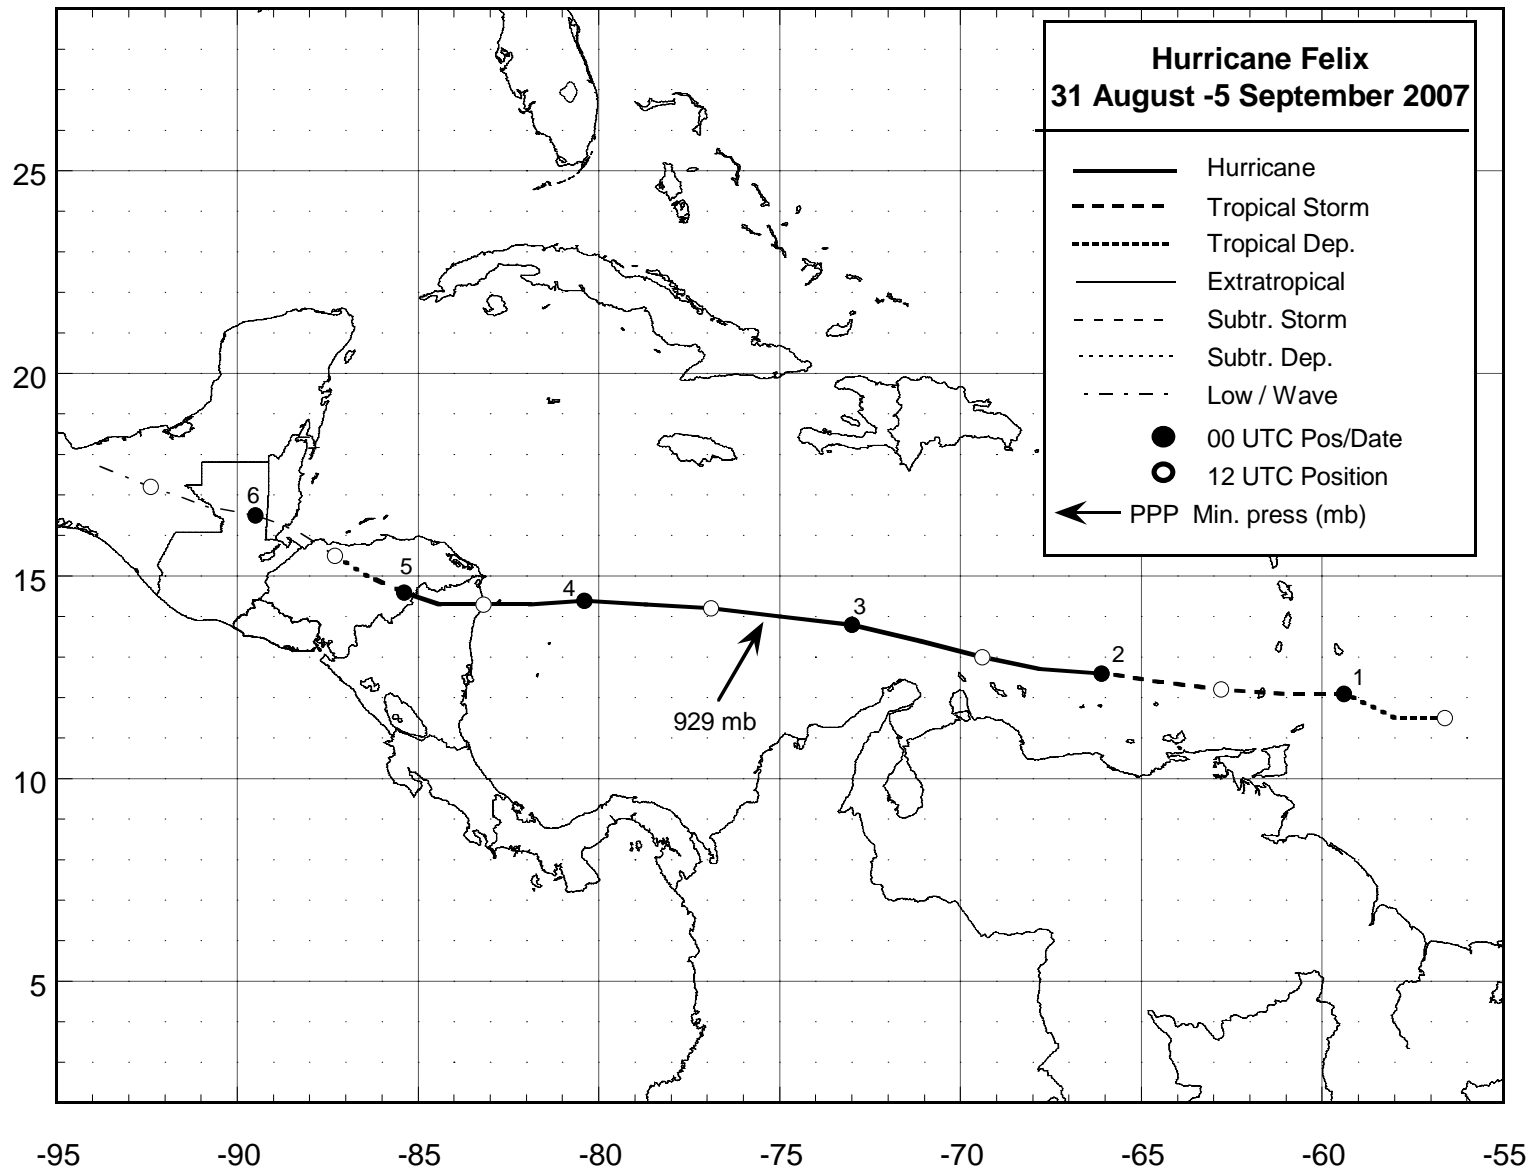 Hurricane Felix
31 August -5 September 2007
Hurricane
Tropical Storm
Tropical Dep.
Extratropical
Subtr. Storm
Subtr. Dep.
Low / Wave
00 UTC Pos/Date
12 UTC Position
PPP Min. press (mb)
25
20
15
10
5
6
5
4
3
2
1
929 mb
-95 -90 -85 -80 -75 -70 -65 -60 -55